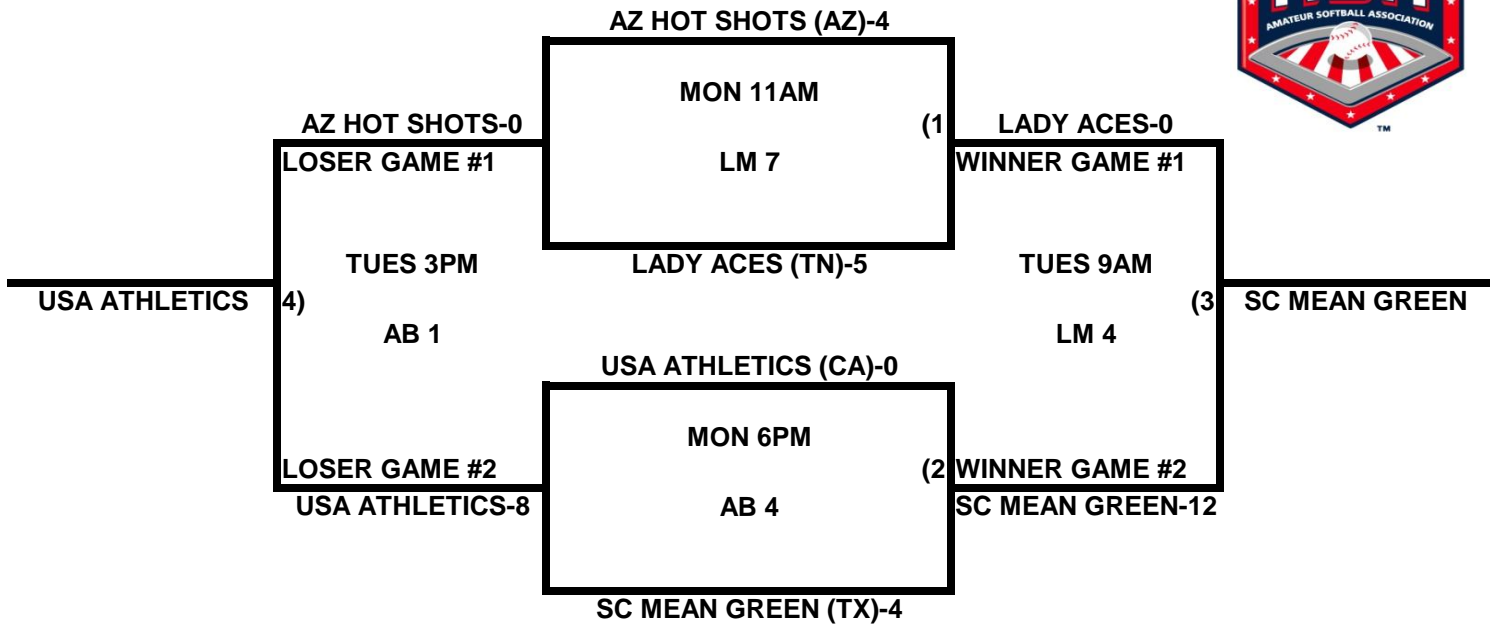 AZ HOT SHOTS (AZ)-4
AMATEUR SOFTBALL ASSOCIATION
TM
MON 11AM
AZ HOT SHOTS-0
(1
LADY ACES-0
LOSER GAME #1
LM 7
WINNER GAME #1
TUES 3PM
LADY ACES (TN)-5
TUES 9AM
USA ATHLETICS
4)
(3
SC MEAN GREEN
AB 1
LM 4
USA ATHLETICS (CA)-0
MON 6PM
LOSER GAME #2
(2
WINNER GAME #2
USA ATHLETICS-8
AB 4
SC MEAN GREEN-12
SC MEAN GREEN (TX)-4